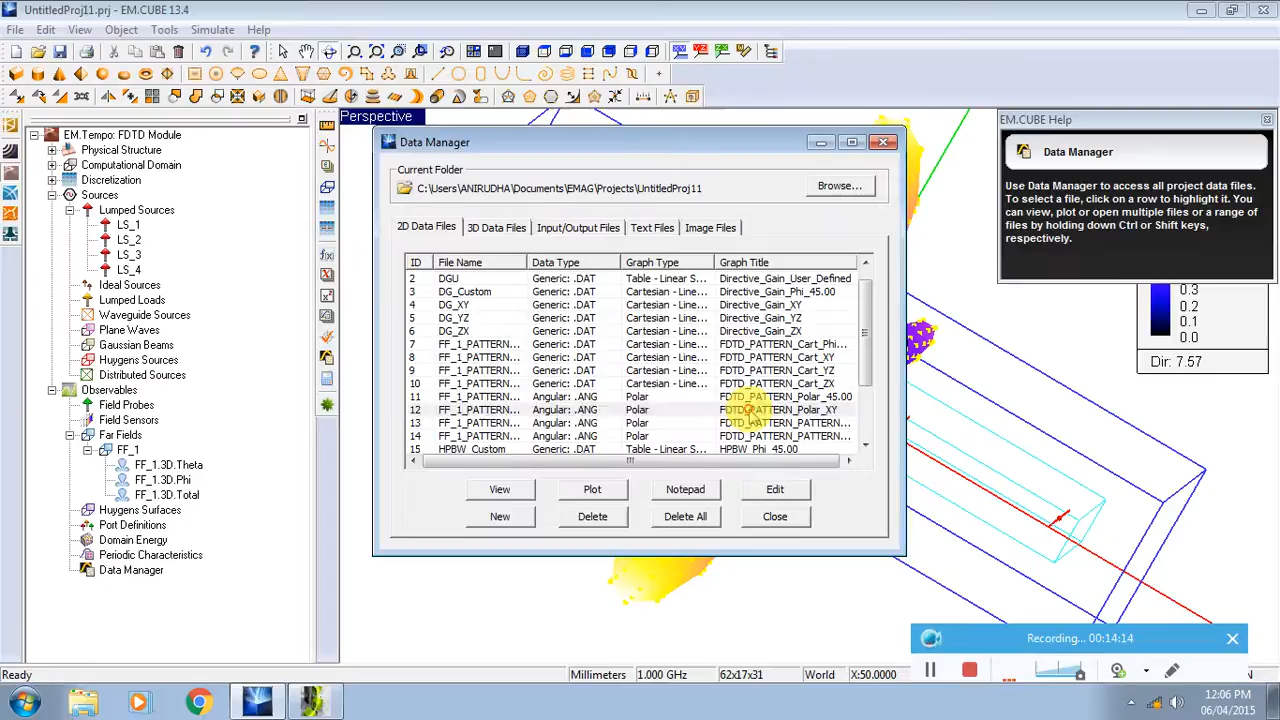 UntitledProj11.prj - EM.CUBE 13.4
File Edit View Object Tools Simulate Help
EM.Tempo: FDTD Module
Physical Structure
Computational Domain
Discretization
Sources
Lumped Sources
LS_1
LS_2
LS_3
LS_4
Ideal Sources
Lumped Loads
Waveguide Sources
Plane Waves
Gaussian Beams
Huygens Sources
Distributed Sources
Observables
Field Probes
Field Sensors
Far Fields
FF_1
FF_1.3D.Theta
FF_1.3D.Phi
FF_1.3D.Total
Huygens Surfaces
Port Definitions
Domain Energy
Periodic Characteristics
Data Manager
Perspective
Data Manager
Current Folder
C:\Users\ANIRUDHA\Documents\EMAG\Projects\UntitledProj11
Browse...
2D Data Files 3D Data Files Input/Output Files Text Files Image Files
ID File Name Data Type Graph Type Graph Title
2 DGU Generic: .DAT Table - Linear S... Directive_Gain_User_Defined
3 DG_Custom Generic: .DAT Cartesian - Line... Directive_Gain_Phi_45.00
4 DG_XY Generic: .DAT Cartesian - Line... Directive_Gain_XY
5 DG_YZ Generic: .DAT Cartesian - Line... Directive_Gain_YZ
6 DG_ZX Generic: .DAT Cartesian - Line... Directive_Gain_ZX
7 FF_1_PATTERN... Generic: .DAT Cartesian - Line... FDTD_PATTERN_Cart_Phi...
8 FF_1_PATTERN... Generic: .DAT Cartesian - Line... FDTD_PATTERN_Cart_XY
9 FF_1_PATTERN... Generic: .DAT Cartesian - Line... FDTD_PATTERN_Cart_YZ
10 FF_1_PATTERN... Generic: .DAT Cartesian - Line... FDTD_PATTERN_Cart_ZX
11 FF_1_PATTERN... Angular: .ANG Polar FDTD_PATTERN_Polar_45.00
12 FF_1_PATTERN... Angular: .ANG Polar FDTD_PATTERN_Polar_XY
13 FF_1_PATTERN... Angular: .ANG Polar FDTD_PATTERN_PATTERN...
14 FF_1_PATTERN... Angular: .ANG Polar FDTD_PATTERN_PATTERN...
15 HPBW_Custom Generic: .DAT Table - Linear S... HPBW_Phi_45.00
View Plot Notepad Edit
New Delete Delete All Close
EM.CUBE Help
Data Manager
Use Data Manager to access all project data files.
To select a file, click on a row to highlight it. You
can view, plot or open multiple files or a range of
files by holding down Ctrl or Shift keys,
respectively.
0.3
0.2
0.1
0.0
Dir: 7.57
Recording... 00:14:14
Ready Millimeters 1.000 GHz 62x17x31 World X:50.0000
12:06 PM
06/04/2015